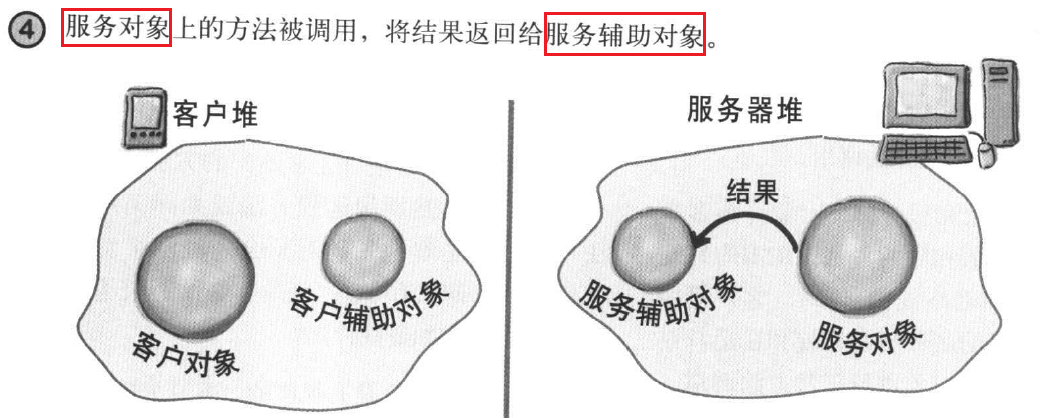 ④ 服务对象上的方法被调用，将结果返回给服务辅助对象。
客户堆
服务器堆
结果
客户对象
客户辅助对象
服务辅助对象
服务对象